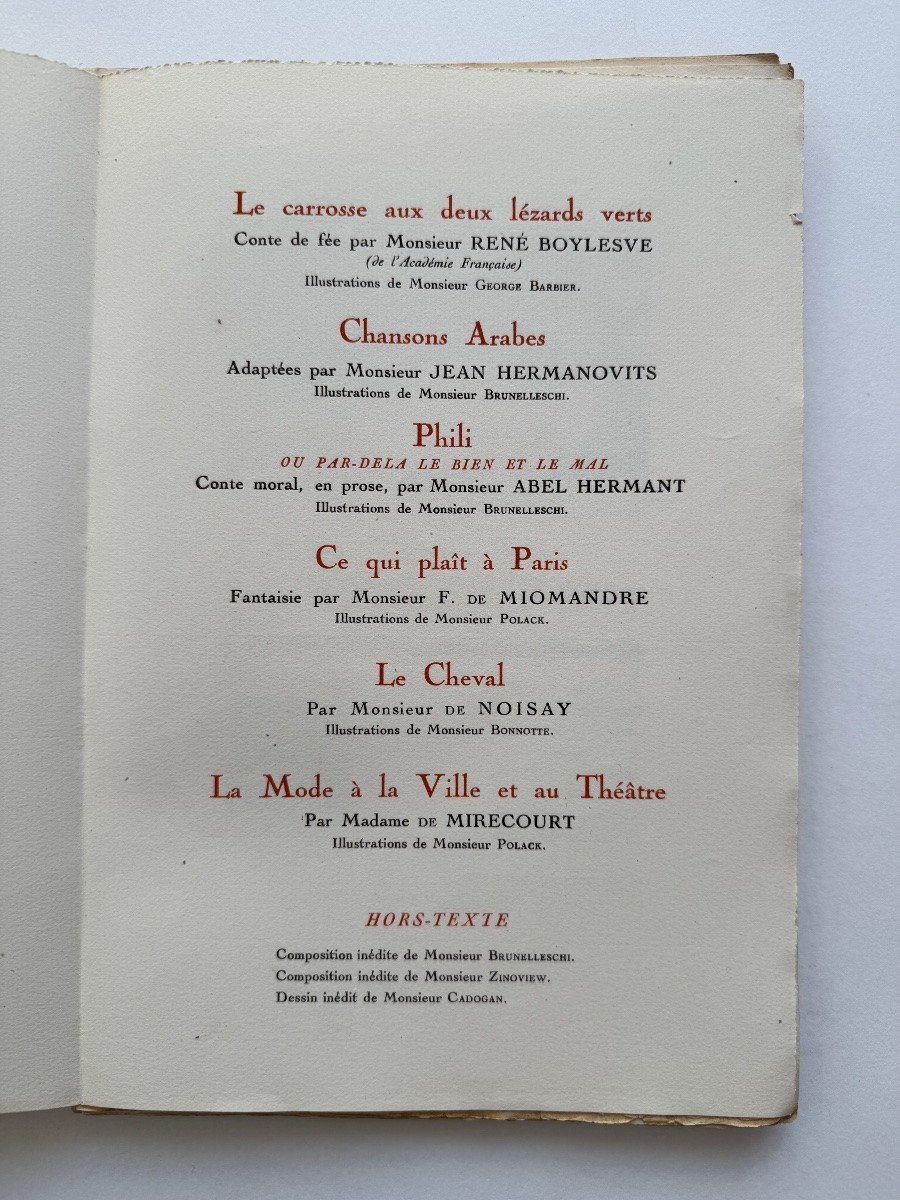 Le carrosse aux deux lézards verts
Conte de fée par Monsieur RENÉ BOYLESVE
(de l'Académie Française)
Illustrations de Monsieur GEORGE BARBIER.
Chansons Arabes
Adaptées par Monsieur JEAN HERMANOVITS
Illustrations de Monsieur BRUNELLESCHI.
Phili
OU PAR-DELA LE BIEN ET LE MAL
Conte moral, en prose, par Monsieur ABEL HERMANT
Illustrations de Monsieur BRUNELLESCHI.
Ce qui plaît à Paris
Fantaisie par Monsieur F. DE MIOMANDRE
Illustrations de Monsieur POLACK.
Le Cheval
Par Monsieur DE NOISAY
Illustrations de Monsieur BONNOTTE.
La Mode à la Ville et au Théâtre
Par Madame DE MIRECOURT
Illustrations de Monsieur POLACK.
HORS-TEXTE
Composition inédite de Monsieur BRUNELLESCHI.
Composition inédite de Monsieur ZINOVIEW.
Dessin inédit de Monsieur CADOGAN.